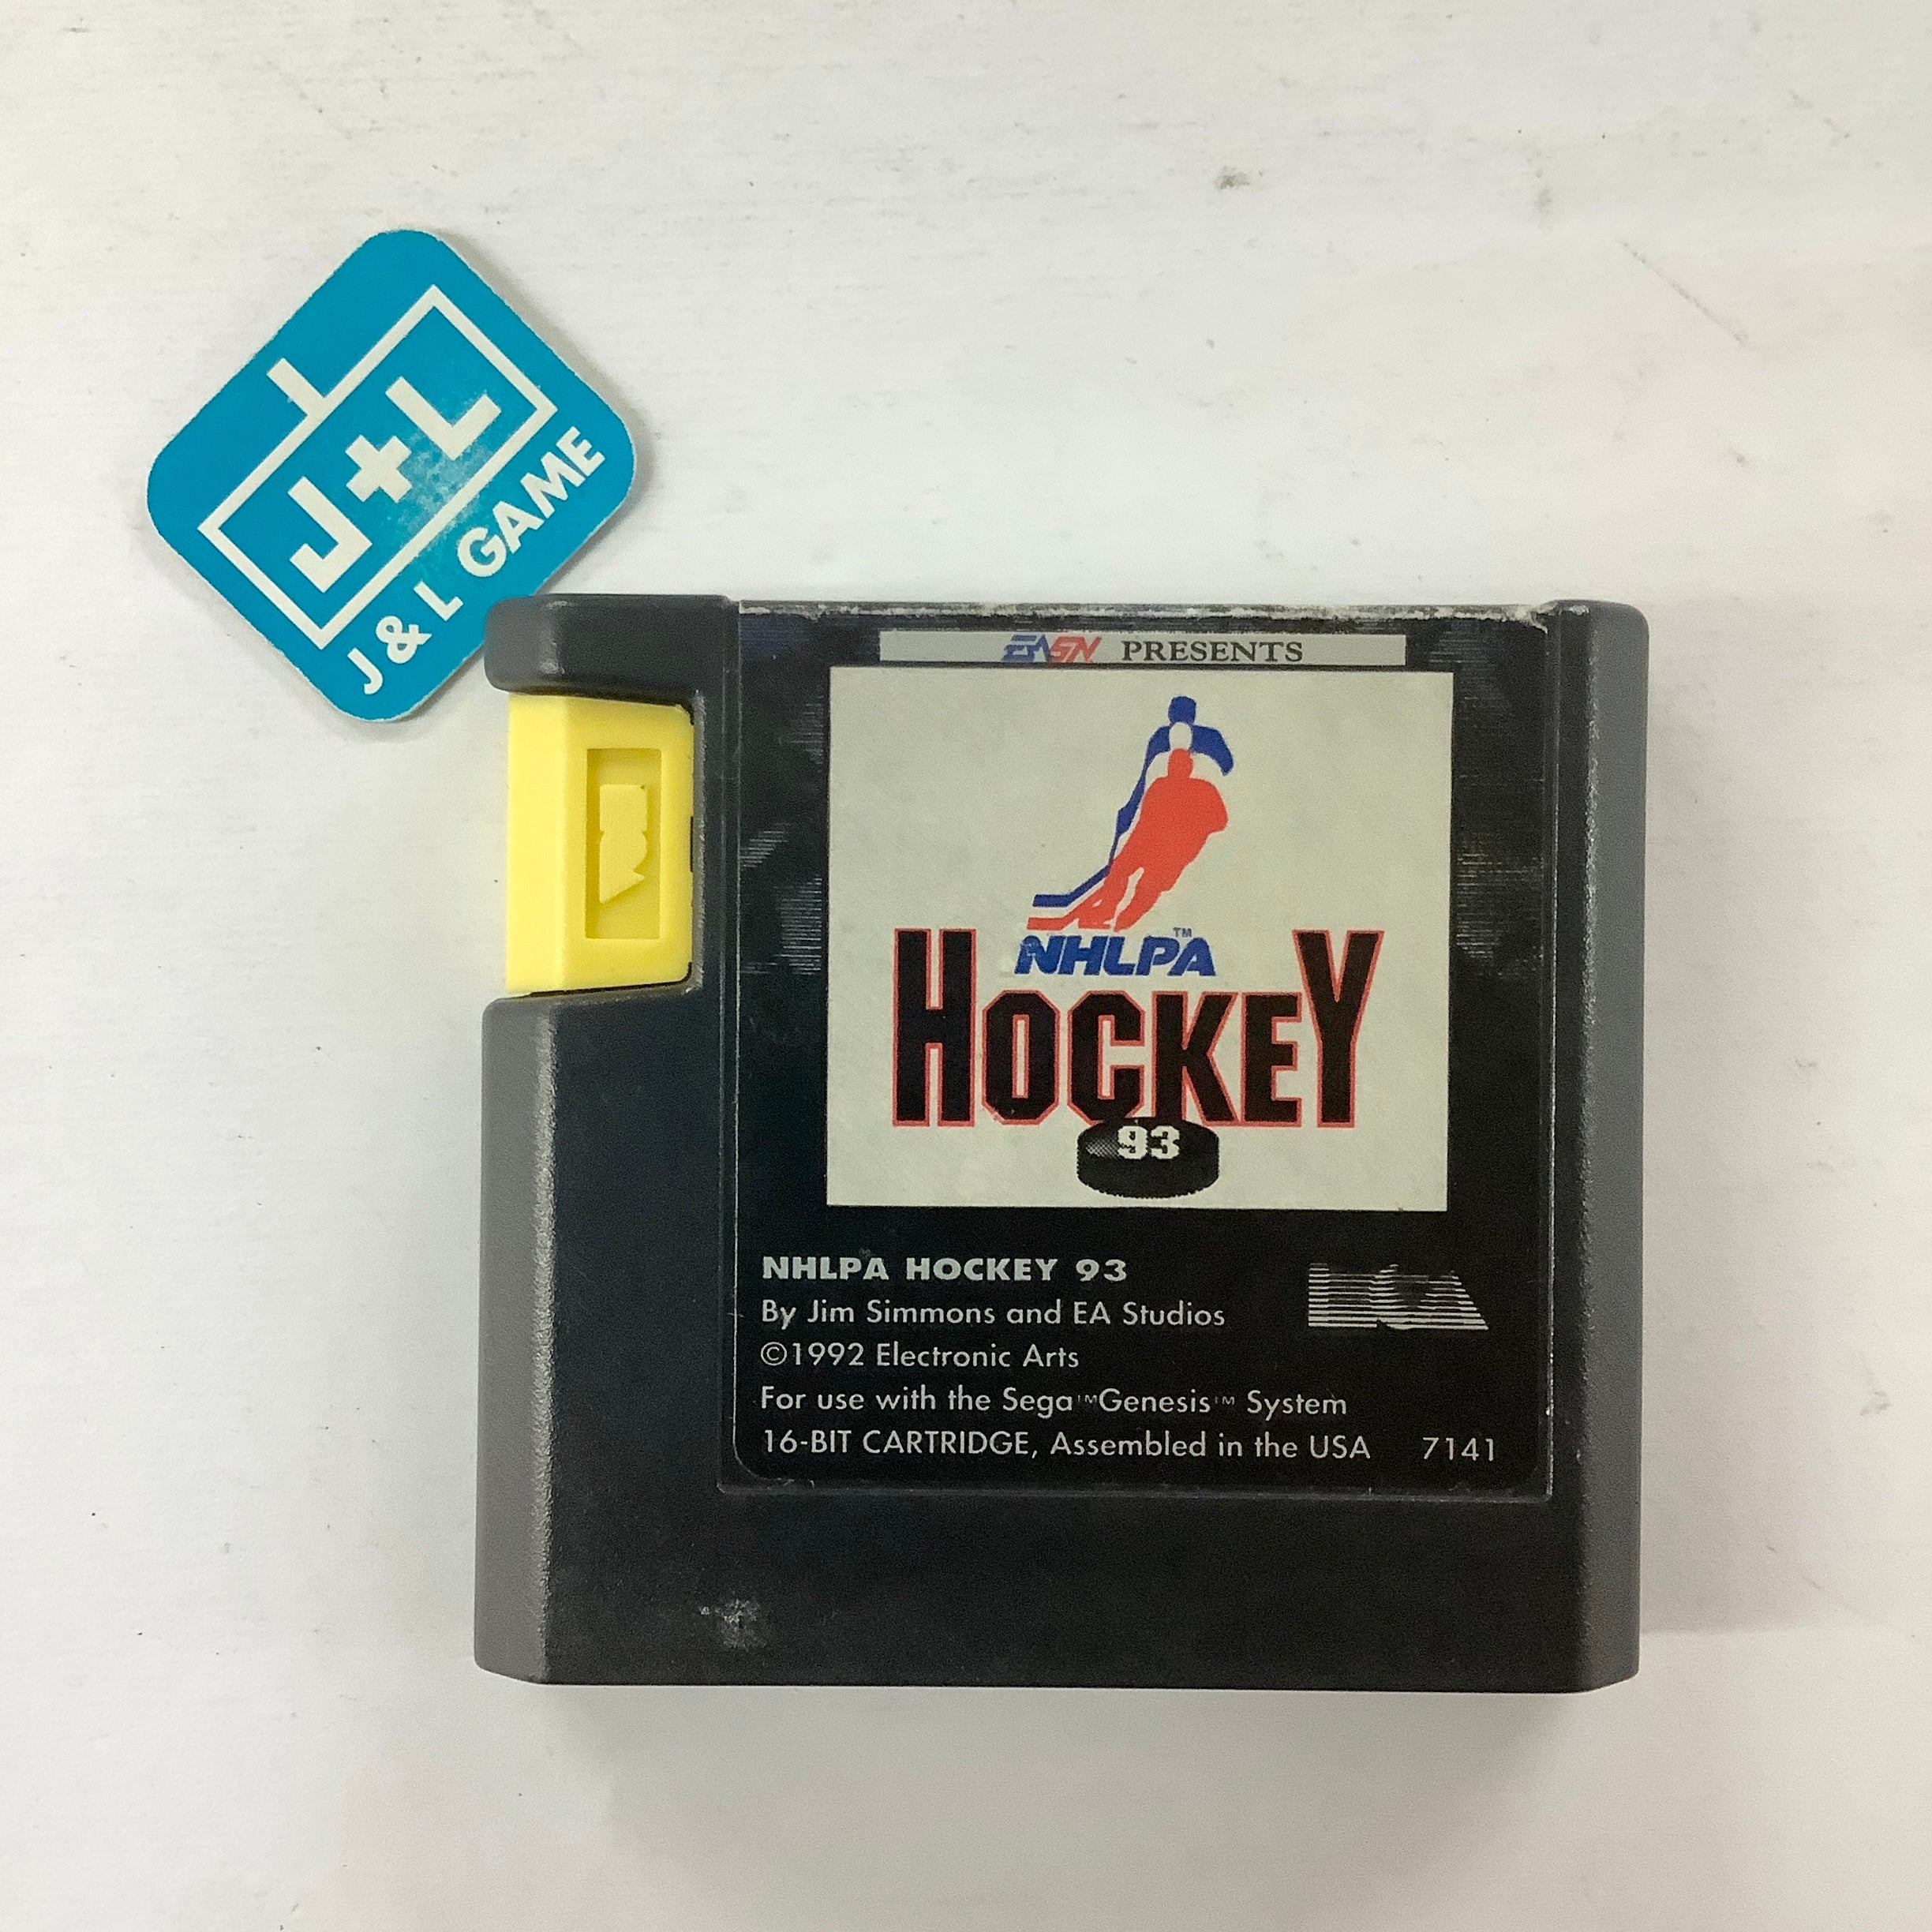 J+L
J & L GAME
EASN PRESENTS
NHLPA™
HOCKEY
93
NHLPA HOCKEY 93
By Jim Simmons and EA Studios
©1992 Electronic Arts
For use with the Sega™Genesis™ System
16-BIT CARTRIDGE, Assembled in the USA 7141